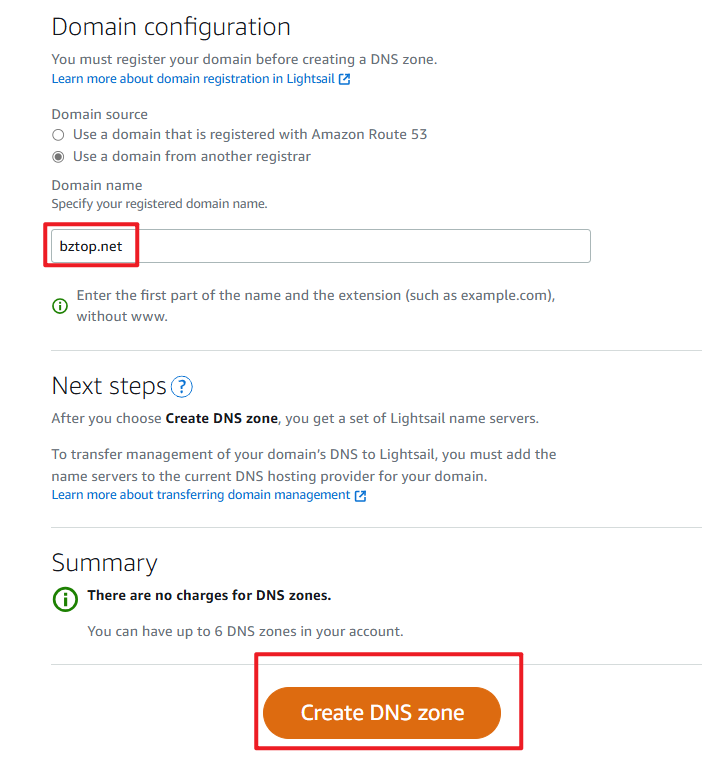 Domain configuration
You must register your domain before creating a DNS zone.
Learn more about domain registration in Lightsail
Domain source
Use a domain that is registered with Amazon Route 53
Use a domain from another registrar
Domain name
Specify your registered domain name.
bztop.net
Enter the first part of the name and the extension (such as example.com),
without www.
Next steps ?
After you choose Create DNS zone, you get a set of Lightsail name servers.
To transfer management of your domain's DNS to Lightsail, you must add the
name servers to the current DNS hosting provider for your domain.
Learn more about transferring domain management
Summary
There are no charges for DNS zones.
You can have up to 6 DNS zones in your account.
Create DNS zone